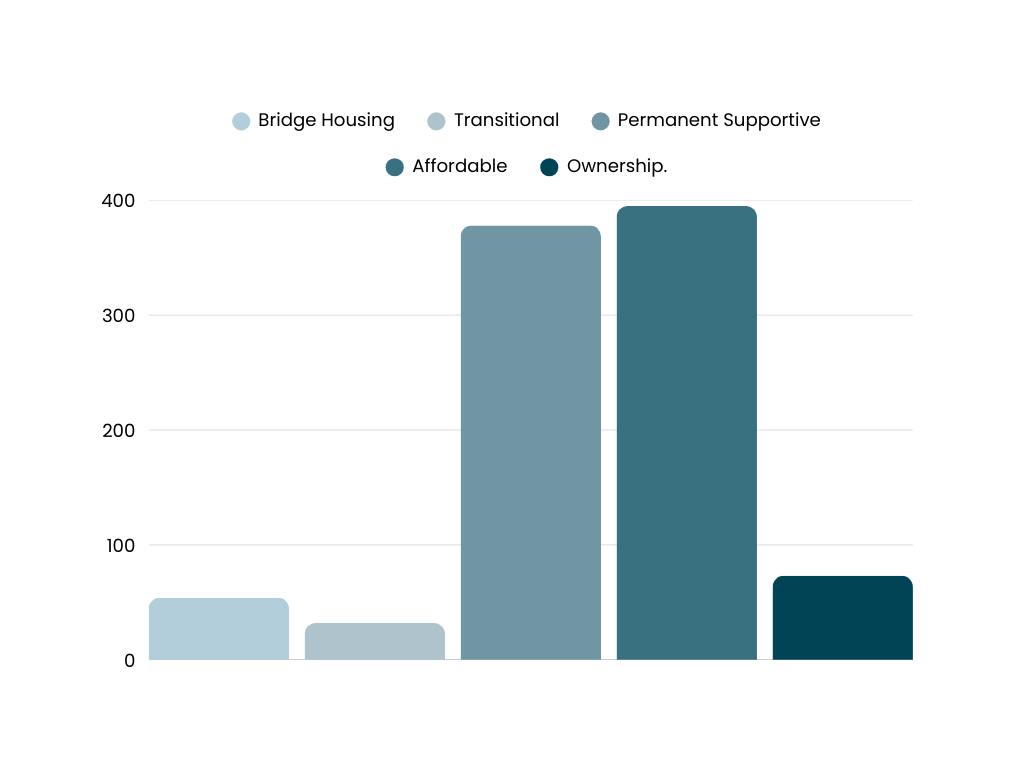 Bridge Housing Transitional Permanent Supportive
Affordable Ownership.
400
300
200
100
0